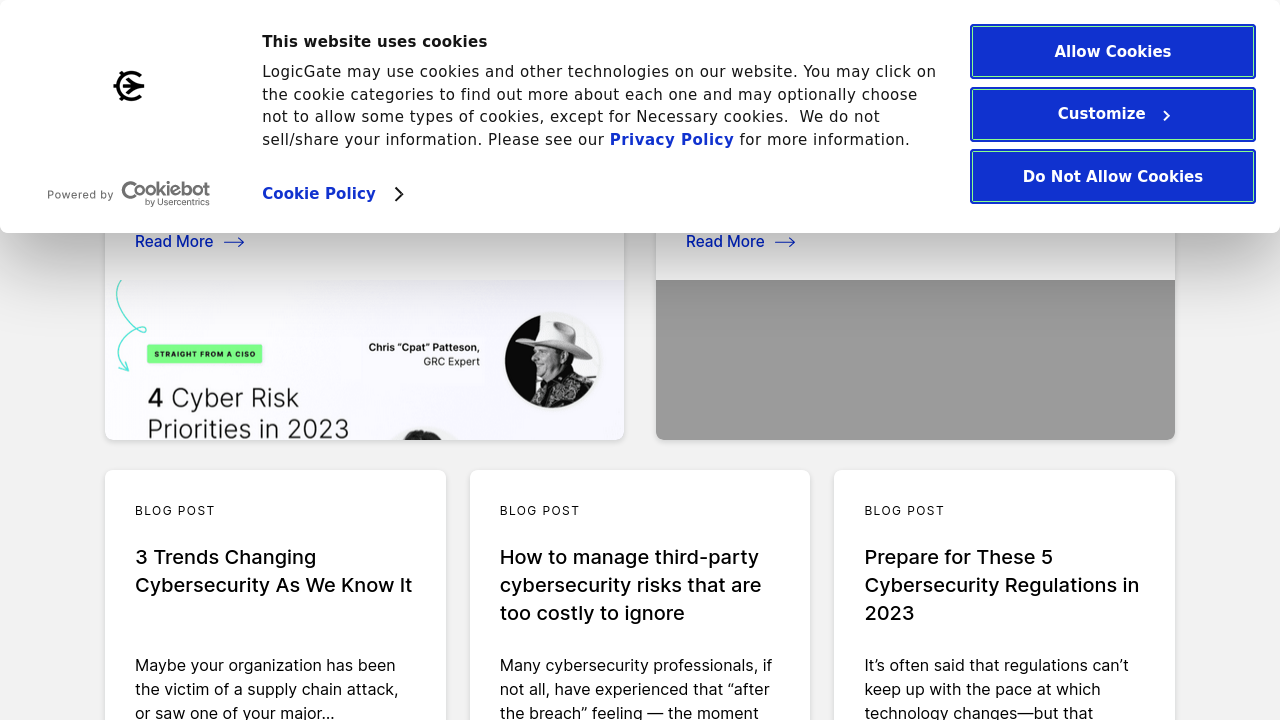 This website uses cookies
LogicGate may use cookies and other technologies on our website. You may click on
the cookie categories to find out more about each one and may optionally choose
not to allow some types of cookies, except for Necessary cookies.  We do not
sell/share your information. Please see our Privacy Policy for more information.
Cookie Policy
Powered by Cookiebot
by Usercentrics
Allow Cookies
Customize
Do Not Allow Cookies
Read More
Read More
STRAIGHT FROM A CISO
Chris “Cpat” Patteson,
GRC Expert
4 Cyber Risk
Priorities in 2023
BLOG POST
3 Trends Changing
Cybersecurity As We Know It
Maybe your organization has been
the victim of a supply chain attack,
or saw one of your major...
BLOG POST
How to manage third-party
cybersecurity risks that are
too costly to ignore
Many cybersecurity professionals, if
not all, have experienced that “after
the breach” feeling — the moment
BLOG POST
Prepare for These 5
Cybersecurity Regulations in
2023
It’s often said that regulations can’t
keep up with the pace at which
technology changes—but that